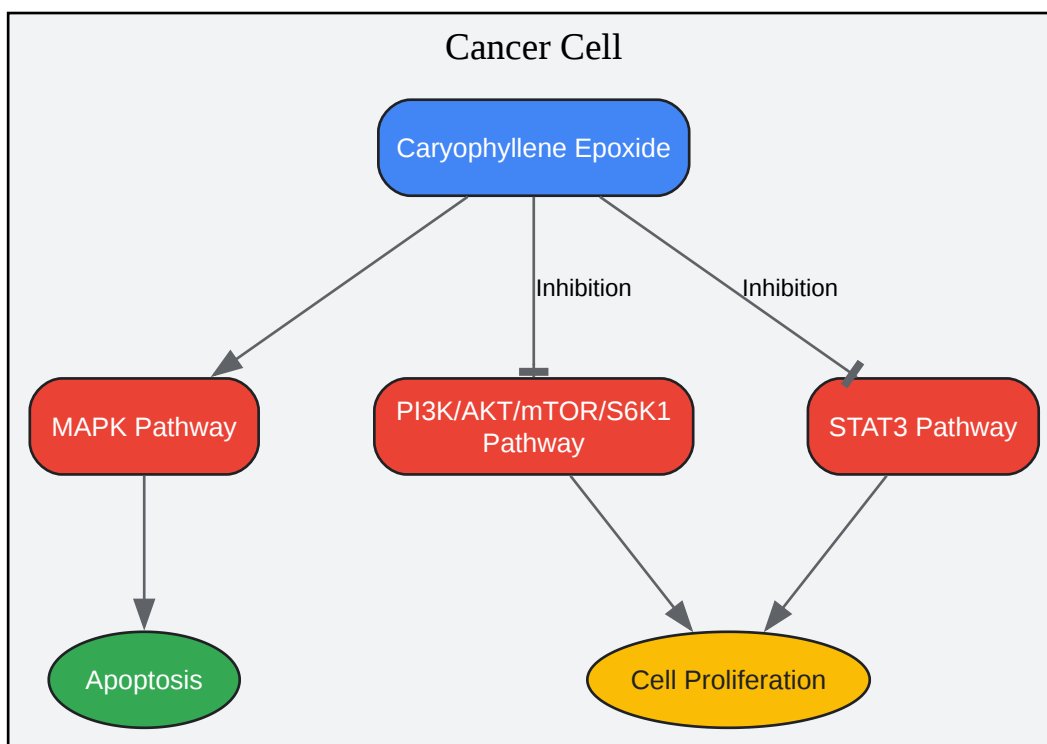 Cancer Cell
Caryophyllene Epoxide
Inhibition
Inhibition
MAPK Pathway
PI3K/AKT/mTOR/S6K1
Pathway
STAT3 Pathway
Apoptosis
Cell Proliferation